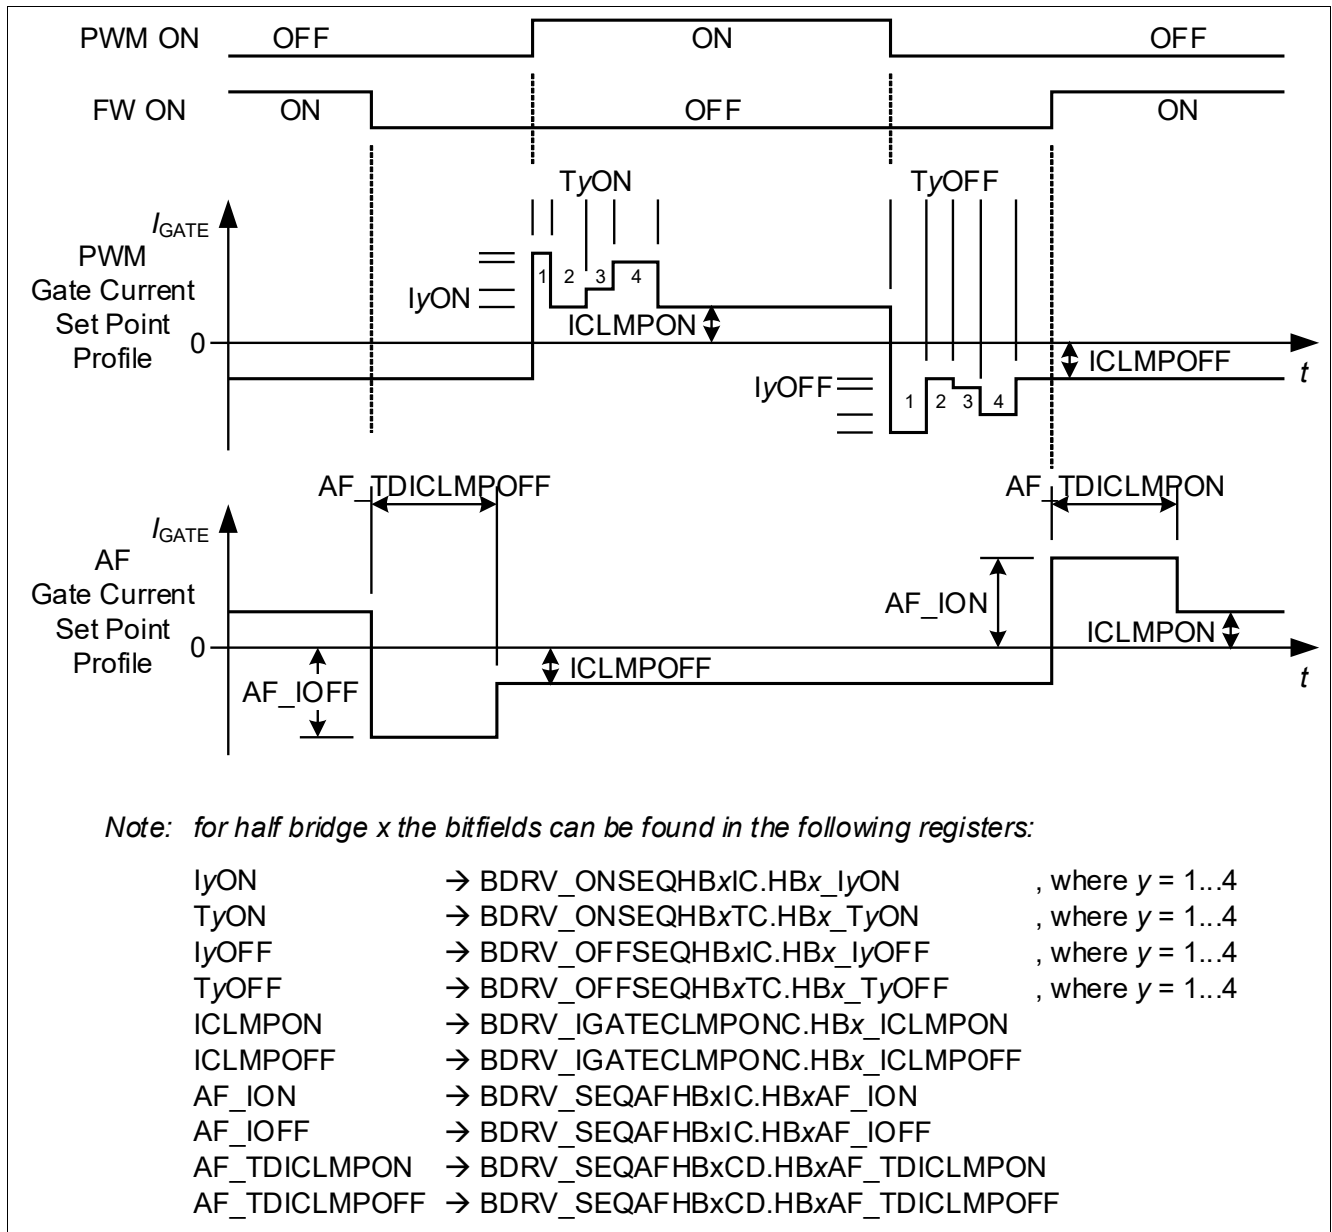 PWM ON OFF ON OFF
FW ON ON OFF ON
TyON TyOFF
IGATE
PWM
Gate Current
Set Point
Profile
0
IyON
1 2 3 4
ICLMPON
IyOFF
1 2 3 4
ICLMPOFF
t
AF_TDICLMPOFF AF_TDICLMPON
IGATE
AF
Gate Current
Set Point
Profile
0
AF_IOFF
ICLMPOFF
AF_ION
ICLMPON
t
Note: for half bridge x the bitfields can be found in the following registers:
IyON → BDRV_ONSEQHBxIC.HBx_IyON , where y = 1...4
TyON → BDRV_ONSEQHBxTC.HBx_TyON , where y = 1...4
IyOFF → BDRV_OFFSEQHBxIC.HBx_IyOFF , where y = 1...4
TyOFF → BDRV_OFFSEQHBxTC.HBx_TyOFF , where y = 1...4
ICLMPON → BDRV_IGATECLMPONC.HBx_ICLMPON
ICLMPOFF → BDRV_IGATECLMPONC.HBx_ICLMPOFF
AF_ION → BDRV_SEQAFHBxIC.HBxAF_ION
AF_IOFF → BDRV_SEQAFHBxIC.HBxAF_IOFF
AF_TDICLMPON → BDRV_SEQAFHBxCD.HBxAF_TDICLMPON
AF_TDICLMPOFF → BDRV_SEQAFHBxCD.HBxAF_TDICLMPOFF